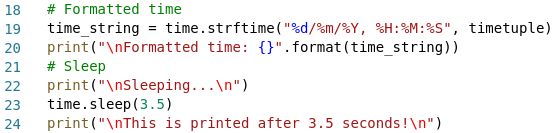 18 # Formatted time
19 time_string = time.strftime("%d/%m/%Y, %H:%M:%S", timetuple)
20 print("\nFormatted time: {}".format(time_string))
21 # Sleep
22 print("\nSleeping...\n")
23 time.sleep(3.5)
24 print("\nThis is printed after 3.5 seconds!\n")